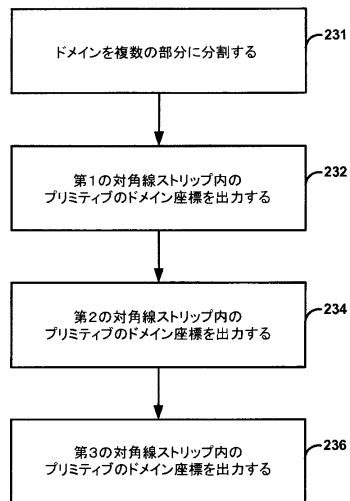 ドメインを複数の部分に分割する
231
第1の対角線ストリップ内の
プリミティブのドメイン座標を出力する
232
第2の対角線ストリップ内の
プリミティブのドメイン座標を出力する
234
第3の対角線ストリップ内の
プリミティブのドメイン座標を出力する
236